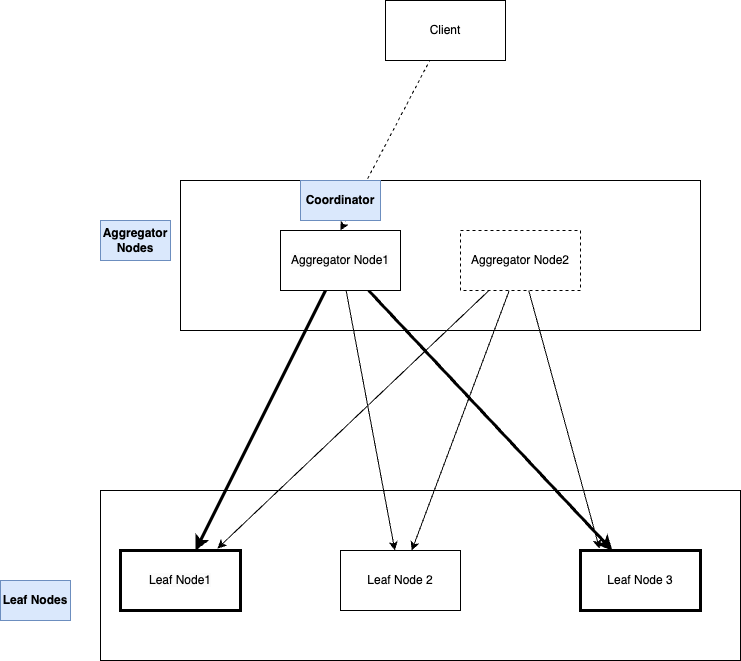 Client
Coordinator
Aggregator
Nodes
Aggregator Node1
Aggregator Node2
Leaf Node1
Leaf Node 2
Leaf Node 3
Leaf Nodes